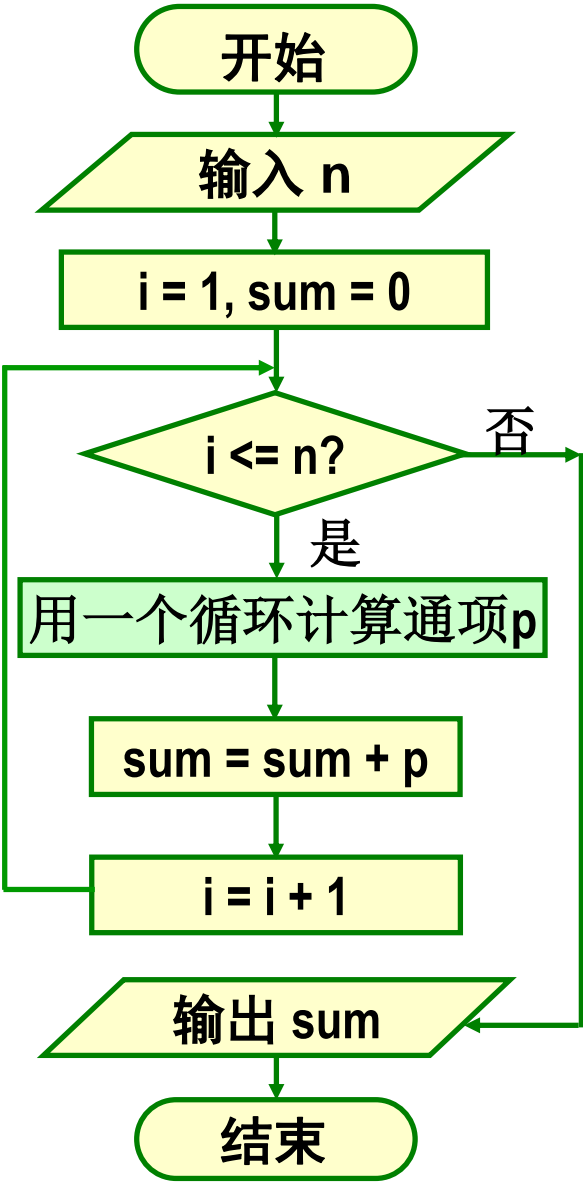 开始
输入 n
i = 1, sum = 0
i <= n?
否
是
用一个循环计算通项p
sum = sum + p
i = i + 1
输出 sum
结束